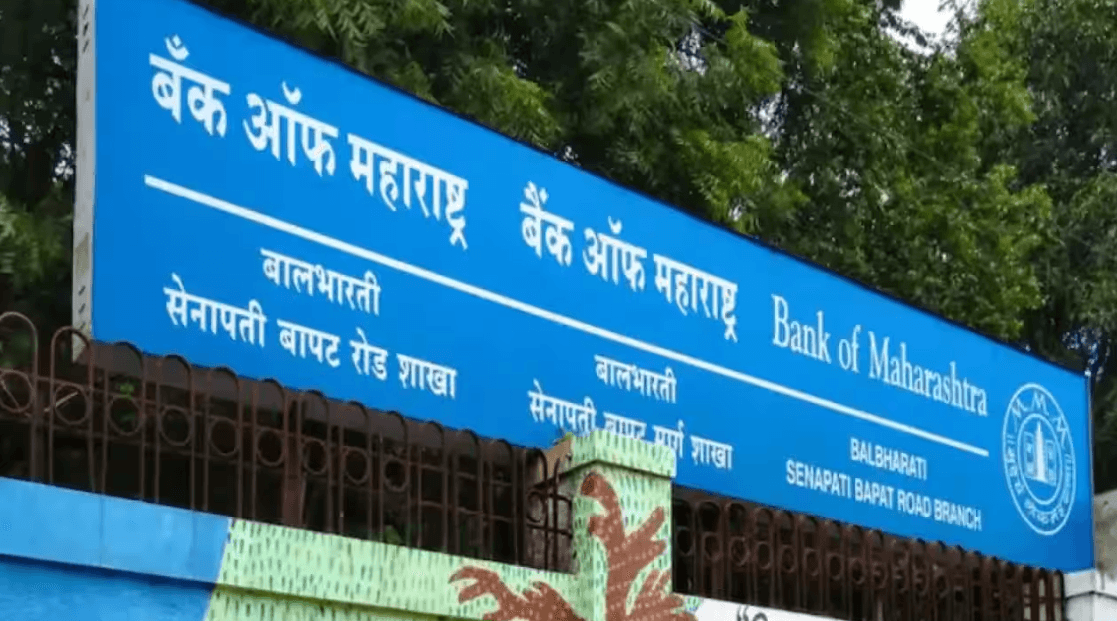 बँक ऑफ महाराष्ट्र
बैंक ऑफ महाराष्ट्र
Bank of Maharashtra
बालभारती
सेनापती बापट रोड शाखा
बालभारती
सेनापती बापट मार्ग शाखा
BALBHARATI
SENAPATI BAPAT ROAD BRANCH